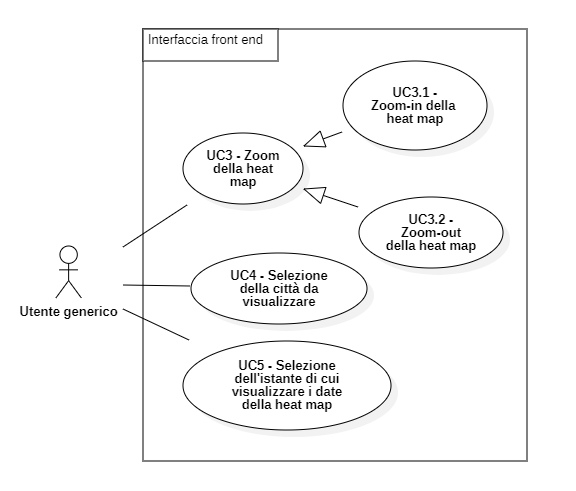 Interfaccia front end
UC3.1 -
Zoom-in della
heat map
UC3 - Zoom
della heat
map
UC3.2 -
Zoom-out
della heat map
UC4 - Selezione
della città da
visualizzare
Utente generico
UC5 - Selezione
dell'istante di cui
visualizzare i date
della heat map